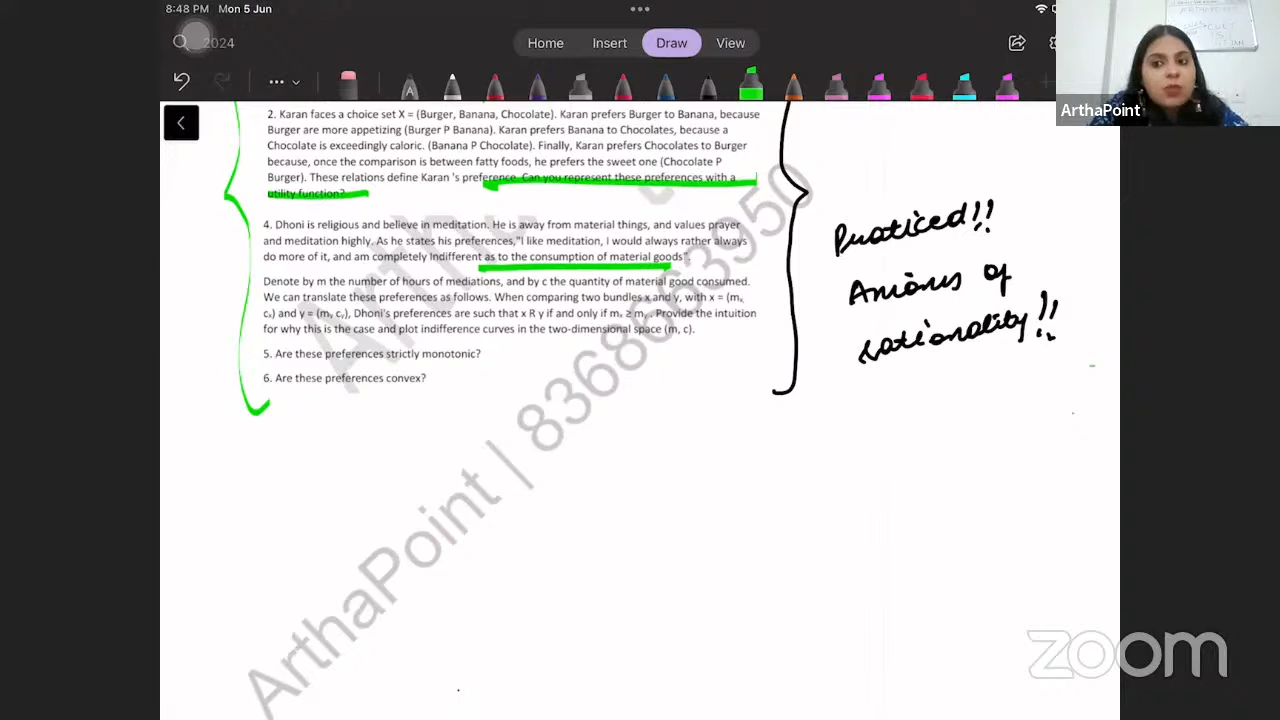 8:48 PM Mon 5 Jun
2024
Home Insert Draw View
ArthaPoint
2. Karan faces a choice set X = (Burger, Banana, Chocolate). Karan prefers Burger to Banana, because
Burger are more appetizing (Burger P Banana). Karan prefers Banana to Chocolates, because a
Chocolate is exceedingly caloric. (Banana P Chocolate). Finally, Karan prefers Chocolates to Burger
because, once the comparison is between fatty foods, he prefers the sweet one (Chocolate P
Burger). These relations define Karan 's preference. Can you represent these preferences with a
utility function?
4. Dhoni is religious and believe in meditation. He is away from material things, and values prayer
and meditation highly. As he states his preferences,"I like meditation, I would always rather always
do more of it, and am completely indifferent as to the consumption of material goods".
Denote by m the number of hours of mediations, and by c the quantity of material good consumed.
We can translate these preferences as follows. When comparing two bundles x and y, with x = (mₓ,
cₓ) and y = (mᵧ, cᵧ), Dhoni's preferences are such that x R y if and only if mₓ ≥ mᵧ. Provide the intuition
for why this is the case and plot indifference curves in the two-dimensional space (m, c).
5. Are these preferences strictly monotonic?
6. Are these preferences convex?
Practiced!!
Axioms of
rationality!!
ArthaPoint | 8368663950
zoom